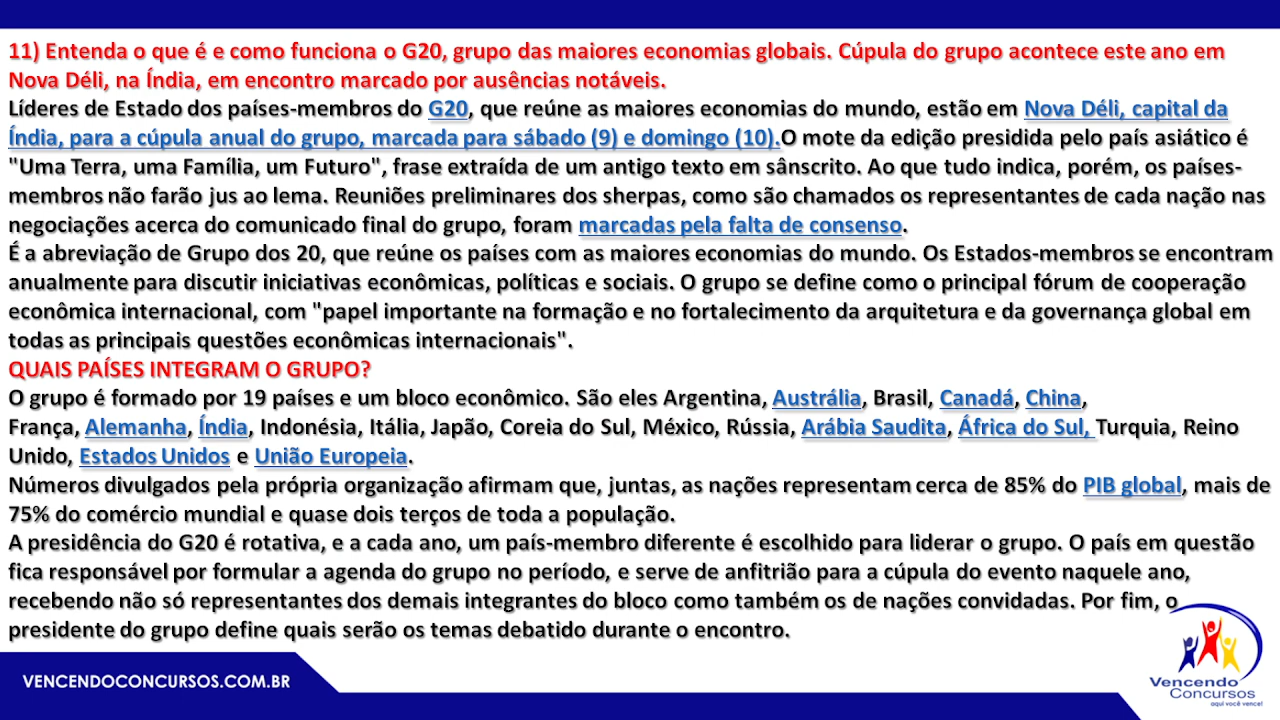 11) Entenda o que é e como funciona o G20, grupo das maiores economias globais. Cúpula do grupo acontece este ano em
Nova Déli, na Índia, em encontro marcado por ausências notáveis.
Líderes de Estado dos países-membros do G20, que reúne as maiores economias do mundo, estão em Nova Déli, capital da
Índia, para a cúpula anual do grupo, marcada para sábado (9) e domingo (10).O mote da edição presidida pelo país asiático é
"Uma Terra, uma Família, um Futuro", frase extraída de um antigo texto em sânscrito. Ao que tudo indica, porém, os países-
membros não farão jus ao lema. Reuniões preliminares dos sherpas, como são chamados os representantes de cada nação nas
negociações acerca do comunicado final do grupo, foram marcadas pela falta de consenso.
É a abreviação de Grupo dos 20, que reúne os países com as maiores economias do mundo. Os Estados-membros se encontram
anualmente para discutir iniciativas econômicas, políticas e sociais. O grupo se define como o principal fórum de cooperação
econômica internacional, com "papel importante na formação e no fortalecimento da arquitetura e da governança global em
todas as principais questões econômicas internacionais".
QUAIS PAÍSES INTEGRAM O GRUPO?
O grupo é formado por 19 países e um bloco econômico. São eles Argentina, Austrália, Brasil, Canadá, China,
França, Alemanha, Índia, Indonésia, Itália, Japão, Coreia do Sul, México, Rússia, Arábia Saudita, África do Sul, Turquia, Reino
Unido, Estados Unidos e União Europeia.
Números divulgados pela própria organização afirmam que, juntas, as nações representam cerca de 85% do PIB global, mais de
75% do comércio mundial e quase dois terços de toda a população.
A presidência do G20 é rotativa, e a cada ano, um país-membro diferente é escolhido para liderar o grupo. O país em questão
fica responsável por formular a agenda do grupo no período, e serve de anfitrião para a cúpula do evento naquele ano,
recebendo não só representantes dos demais integrantes do bloco como também os de nações convidadas. Por fim, o
presidente do grupo define quais serão os temas debatido durante o encontro.
VENCENDOCONCURSOS.COM.BR
Vencendo
Concursos
aqui você vence!